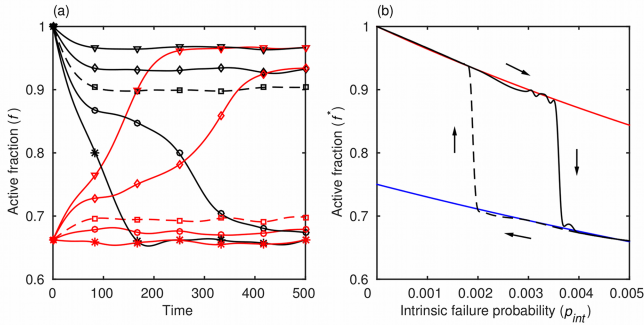 (a)
1
0.9
0.8
0.7
0.6
0 100 200 300 400 500
Time
Active fraction (f)
(b)
1
0.9
0.8
0.7
0.6
0 0.001 0.002 0.003 0.004 0.005
Intrinsic failure probability (p_int)
Active fraction (f*)